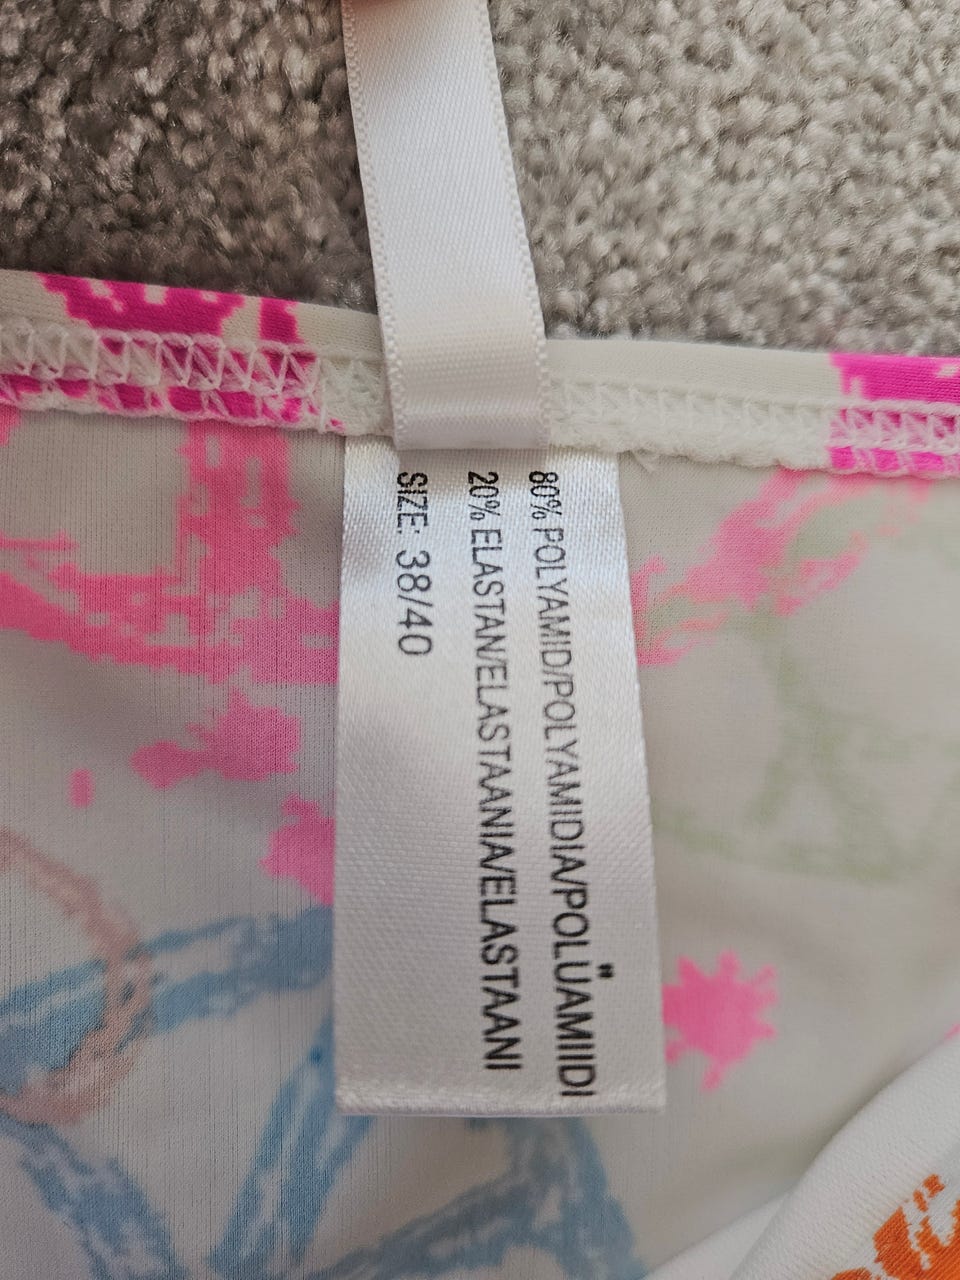 80% POLYAMID/POLYAMIDIA/POLÜAMIIDI
20% ELASTAN/ELASTAANIA/ELASTAANI
SIZE: 38/40